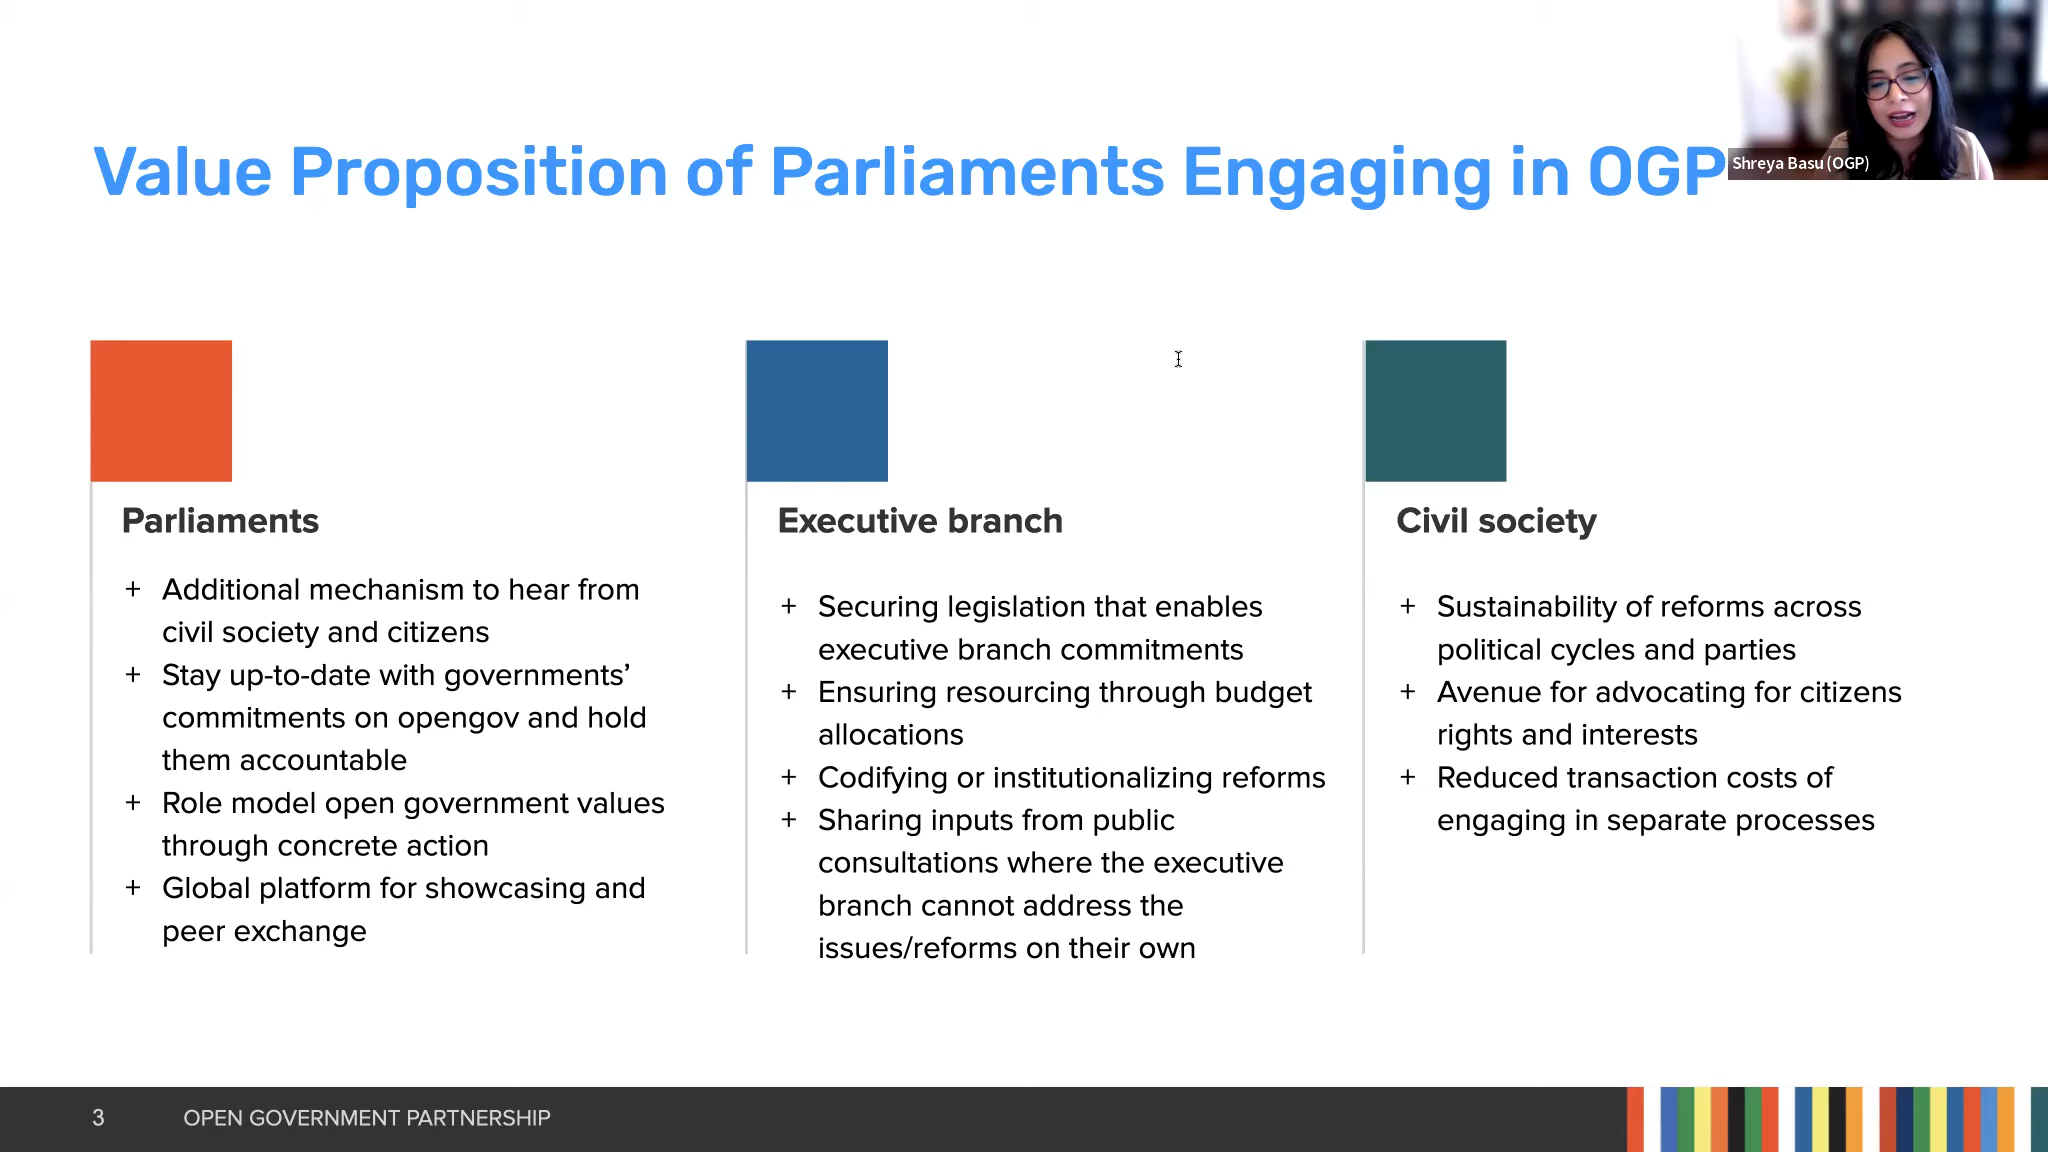 Value Proposition of Parliaments Engaging in OGP
Shreya Basu (OGP)
Parliaments
+ Additional mechanism to hear from
civil society and citizens
+ Stay up-to-date with governments’
commitments on opengov and hold
them accountable
+ Role model open government values
through concrete action
+ Global platform for showcasing and
peer exchange
Executive branch
+ Securing legislation that enables
executive branch commitments
+ Ensuring resourcing through budget
allocations
+ Codifying or institutionalizing reforms
+ Sharing inputs from public
consultations where the executive
branch cannot address the
issues/reforms on their own
Civil society
+ Sustainability of reforms across
political cycles and parties
+ Avenue for advocating for citizens
rights and interests
+ Reduced transaction costs of
engaging in separate processes
3 OPEN GOVERNMENT PARTNERSHIP